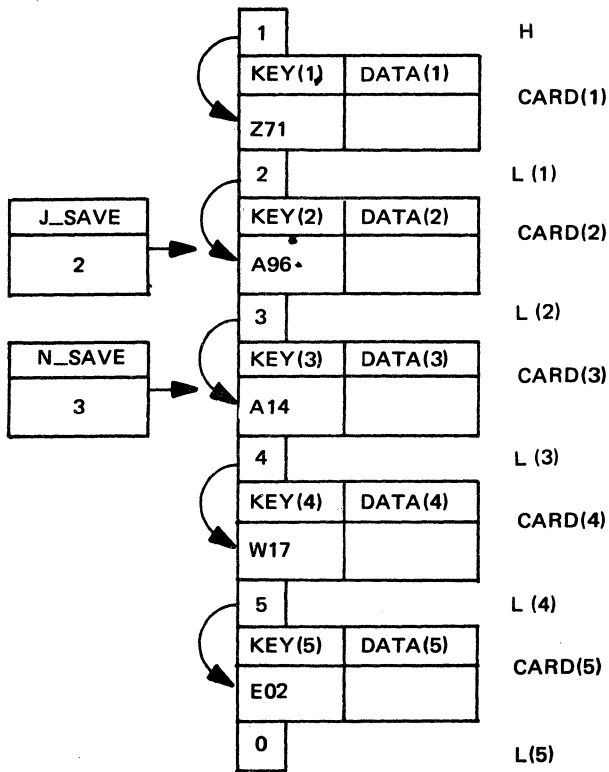 1 H
KEY(1) DATA(1)
CARD(1)
Z71
2 L (1)
J_SAVE KEY(2) DATA(2)
CARD(2)
2 A96
3 L (2)
N_SAVE KEY(3) DATA(3)
CARD(3)
3 A14
4 L (3)
KEY(4) DATA(4)
CARD(4)
W17
5 L (4)
KEY(5) DATA(5)
CARD(5)
E02
0 L(5)